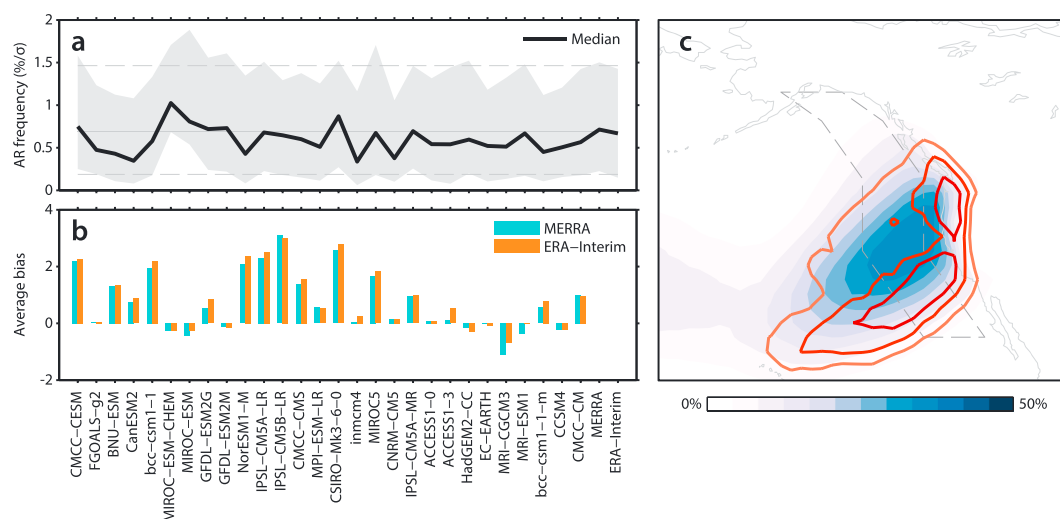 a
Median
AR frequency (%/σ)
2
1.5
1
0.5
0
b
MERRA
ERA−Interim
Average bias
4
2
0
-2
CMCC−CESM
FGOALS−g2
BNU−ESM
CanESM2
bcc−csm1−1
MIROC−ESM−CHEM
MIROC−ESM
GFDL−ESM2G
GFDL−ESM2M
NorESM1−M
IPSL−CM5A−LR
IPSL−CM5B−LR
CMCC−CMS
MPI−ESM−LR
CSIRO−Mk3−6−0
inmcm4
MIROC5
CNRM−CM5
IPSL−CM5A−MR
ACCESS1−0
ACCESS1−3
HadGEM2−CC
EC−EARTH
MRI−CGCM3
MRI−ESM1
bcc−csm1−1−m
CCSM4
CMCC−CM
MERRA
ERA−Interim
c
0%
50%